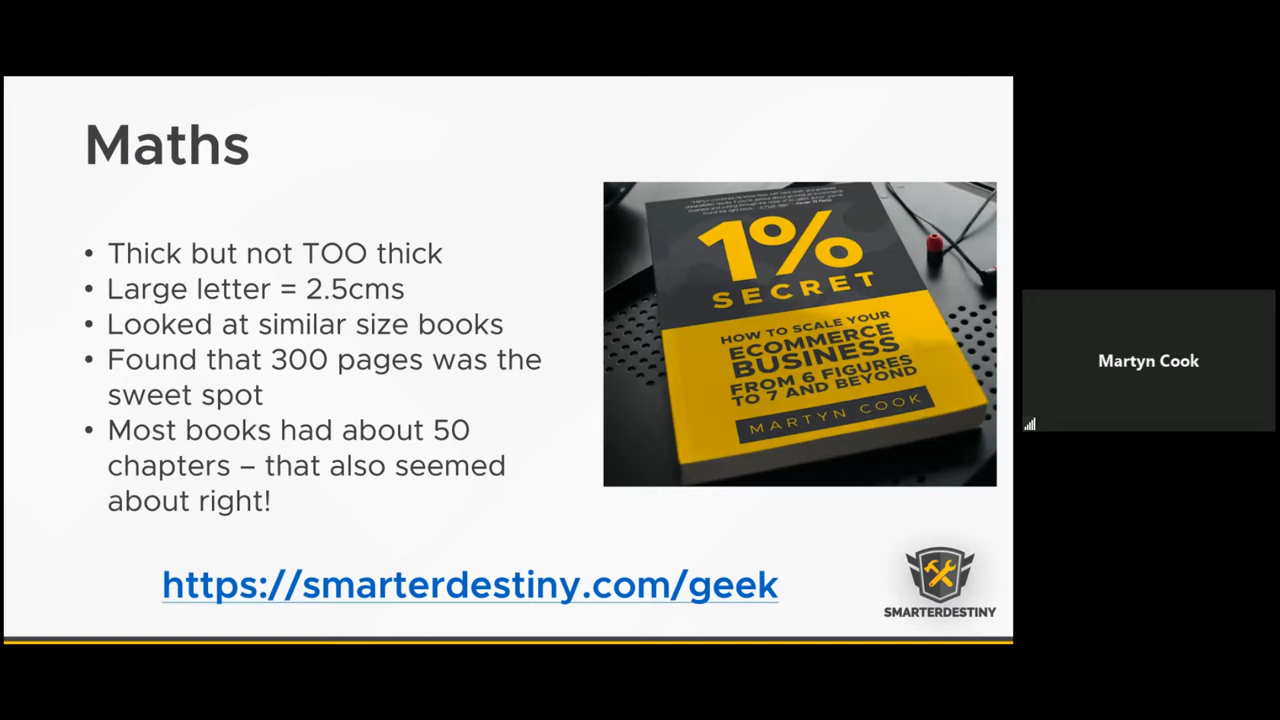 Maths
• Thick but not TOO thick
• Large letter = 2.5cms
• Looked at similar size books
• Found that 300 pages was the
sweet spot
• Most books had about 50
chapters – that also seemed
about right!
1%
SECRET
HOW TO SCALE YOUR
ECOMMERCE
BUSINESS
FROM 6 FIGURES
TO 7 AND BEYOND
MARTYN COOK
https://smarterdestiny.com/geek
SMARTERDESTINY
Martyn Cook